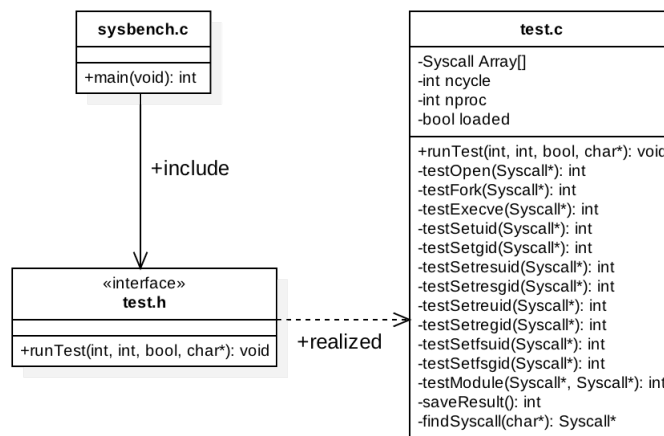 sysbench.c
+main(void): int
+include
«interface»
test.h
+runTest(int, int, bool, char*): void
+realized
test.c
-Syscall Array[]
-int ncycle
-int nproc
-bool loaded
+runTest(int, int, bool, char*): void
-testOpen(Syscall*): int
-testFork(Syscall*): int
-testExecve(Syscall*): int
-testSetuid(Syscall*): int
-testSetgid(Syscall*): int
-testSetresuid(Syscall*): int
-testSetresgid(Syscall*): int
-testSetreuid(Syscall*): int
-testSetregid(Syscall*): int
-testSetfsuid(Syscall*): int
-testSetfsgid(Syscall*): int
-testModule(Syscall*, Syscall*): int
-saveResult(): int
-findSyscall(char*): Syscall*